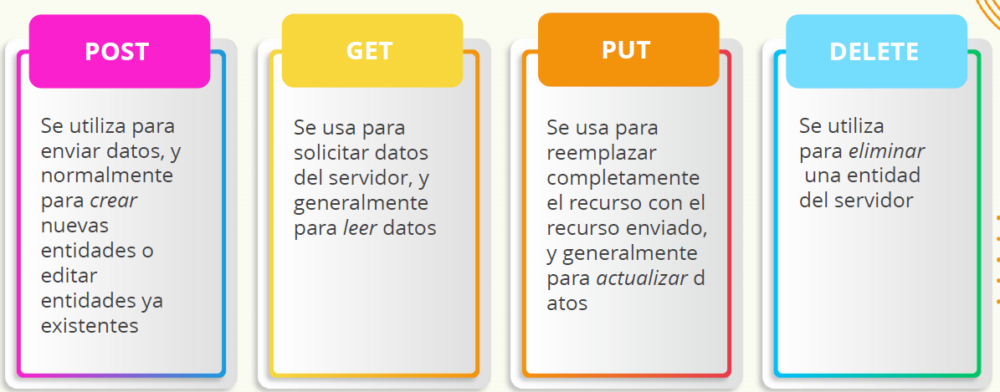 POST
Se utiliza para
enviar datos, y
normalmente
para crear
nuevas
entidades o
editar
entidades ya
existentes
GET
Se usa para
solicitar datos
del servidor, y
generalmente
para leer datos
PUT
Se usa para
reemplazar
completamente
el recurso con el
recurso enviado,
y generalmente
para actualizar d
atos
DELETE
Se utiliza
para eliminar
una entidad
del servidor